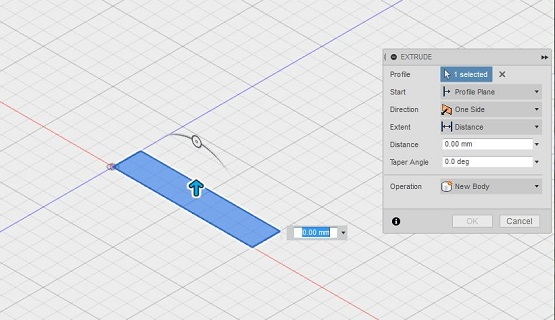 EXTRUDE
Profile 1 selected
Start Profile Plane
Direction One Side
Extent Distance
Distance 0.00 mm
Taper Angle 0.0 deg
Operation New Body
OK Cancel
0.00 mm